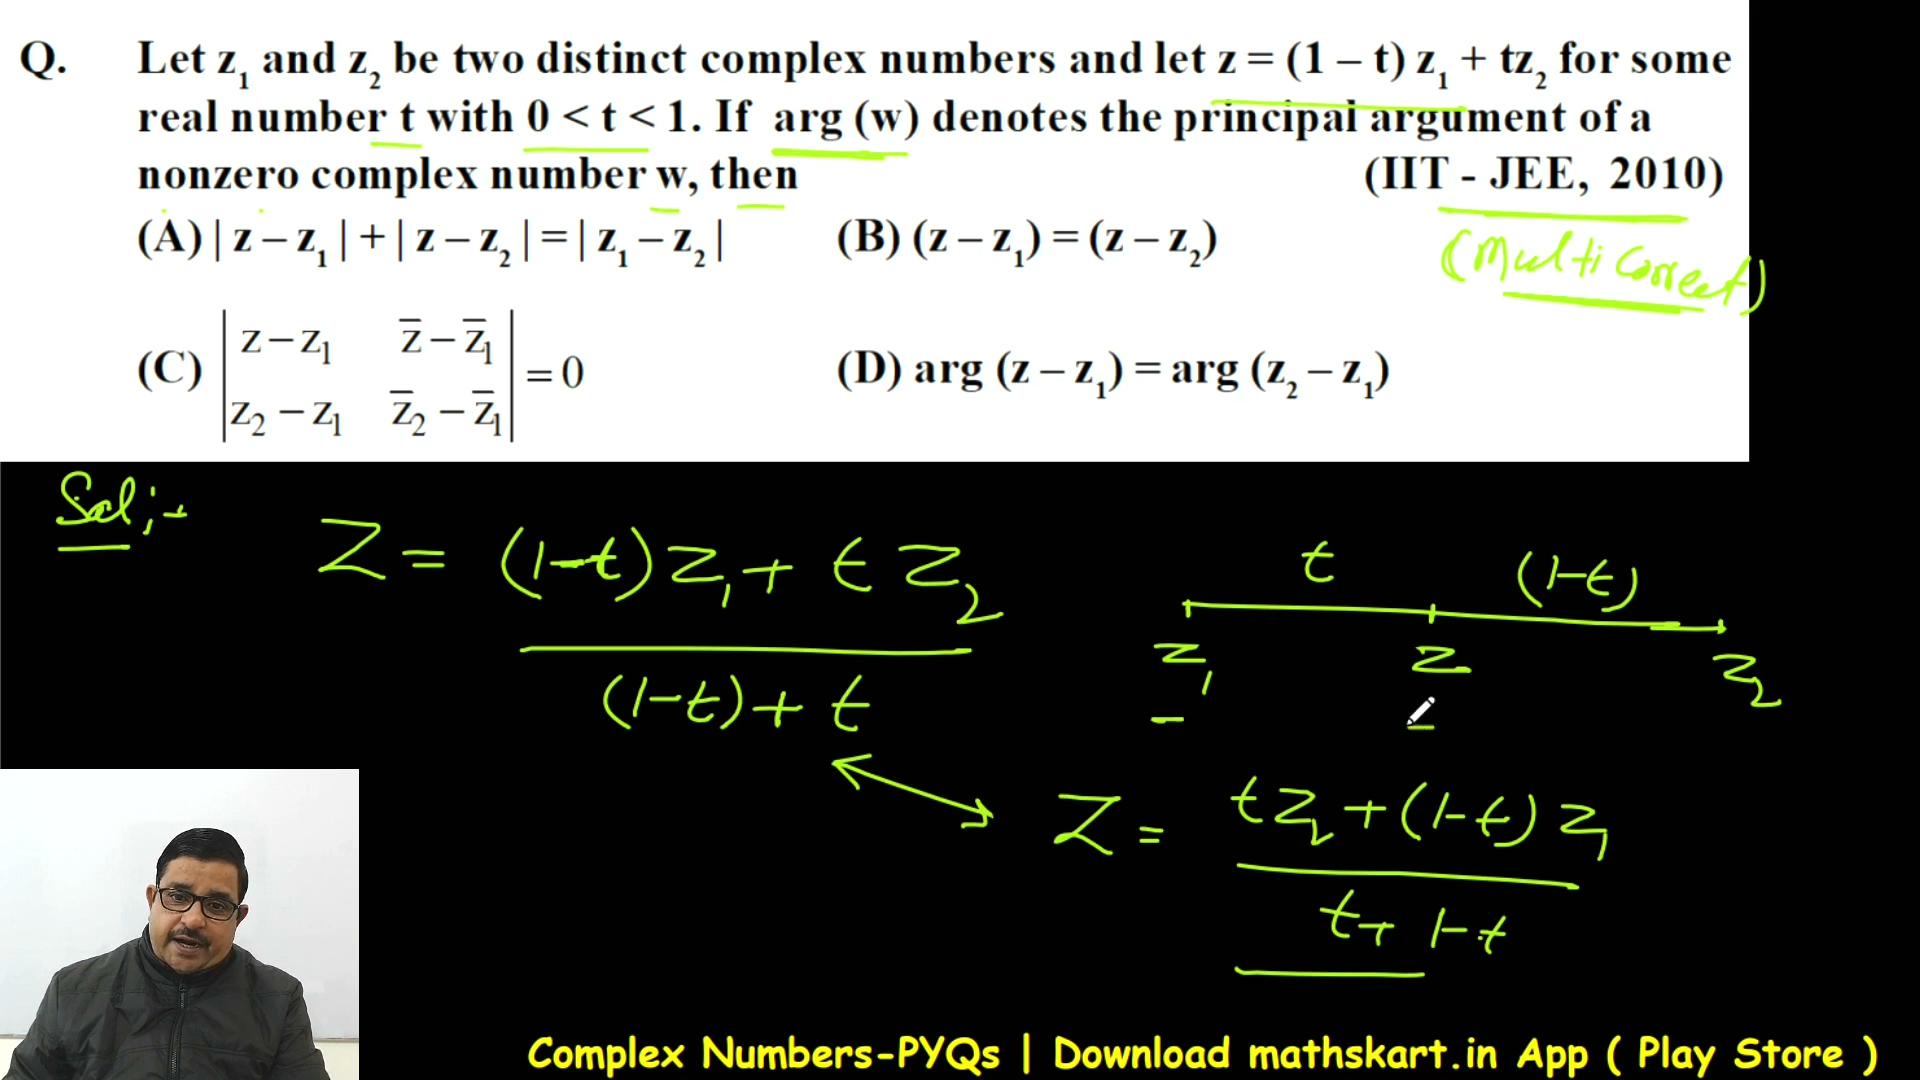 Q. Let z₁ and z₂ be two distinct complex numbers and let z = (1 – t) z₁ + tz₂ for some
real number t with 0 < t < 1. If arg (w) denotes the principal argument of a
nonzero complex number w, then (IIT - JEE, 2010)
(A) | z – z₁ | + | z – z₂ | = | z₁ – z₂ | (B) (z – z₁) = (z – z₂)
(Multi Correct)
(C) | z – z₁ z̅ – z̅₁ |
| z₂ – z₁ z̅₂ – z̅₁ | = 0 (D) arg (z – z₁) = arg (z₂ – z₁)
Sol:-
Z = (1-t)z₁ + tz₂
(1-t) + t
t (1-t)
z₁ z z₂
Z = tz₂ + (1-t)z₁
t + 1-t
Complex Numbers-PYQs | Download mathskart.in App ( Play Store )